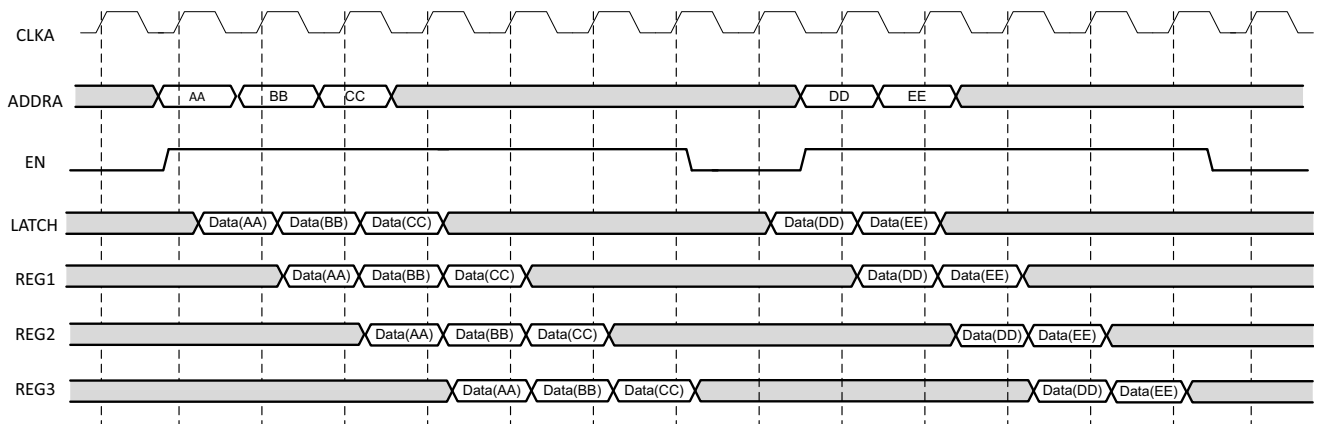 CLKA
ADDRA AA BB CC DD EE
EN
LATCH Data(AA) Data(BB) Data(CC) Data(DD) Data(EE)
REG1 Data(AA) Data(BB) Data(CC) Data(DD) Data(EE)
REG2 Data(AA) Data(BB) Data(CC) Data(DD) Data(EE)
REG3 Data(AA) Data(BB) Data(CC) Data(DD) Data(EE)